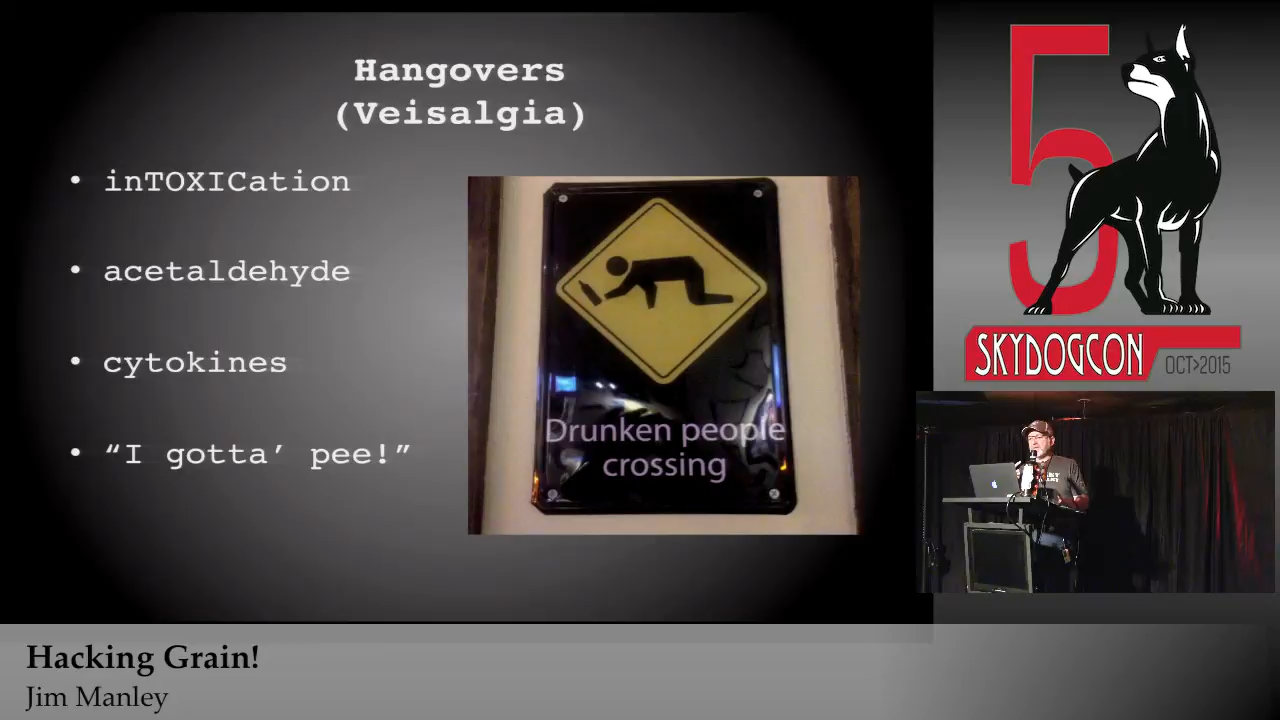 Hangovers
(Veisalgia)
• inTOXICation
• acetaldehyde
• cytokines
• “I gotta’ pee!”
Drunken people
crossing
5
SKYDOGCON
OCT>2015
Hacking Grain!
Jim Manley